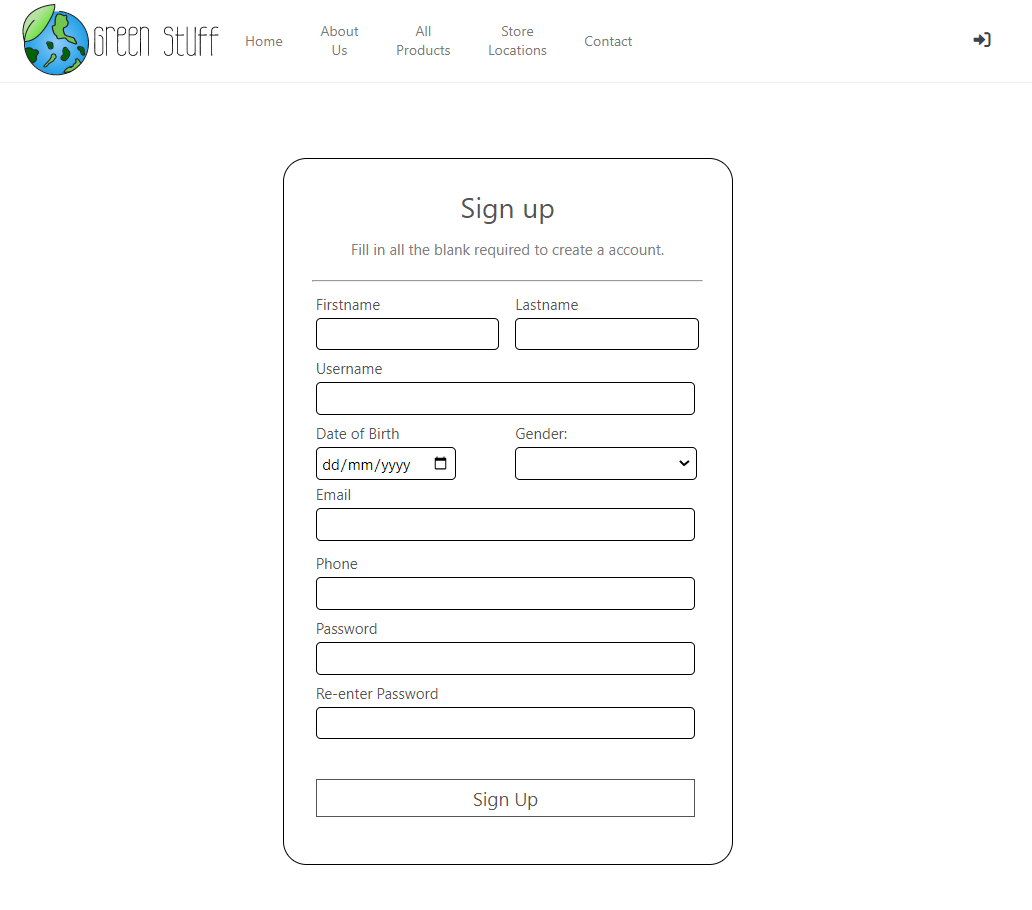 Green Stuff
Home
About
Us
All
Products
Store
Locations
Contact
Sign up
Fill in all the blank required to create a account.
Firstname
Lastname
Username
Date of Birth
Gender:
dd/mm/yyyy
Email
Phone
Password
Re-enter Password
Sign Up